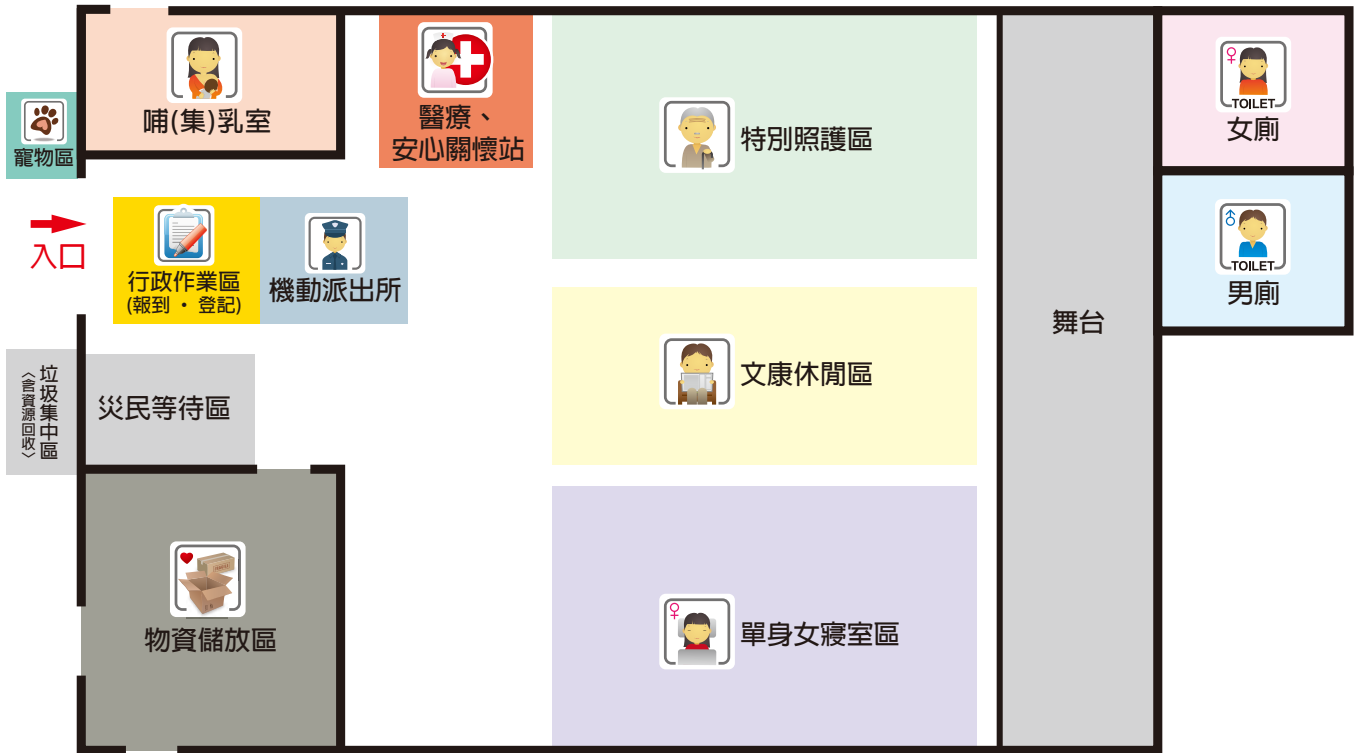 哺(集)乳室
寵物區
醫療、
安心關懷站
特別照護區
TOILET
女廁
入口
行政作業區
(報到 ・ 登記)
機動派出所
TOILET
男廁
舞台
文康休閒區
垃圾集中區
〈含資源回收〉
災民等待區
物資儲放區
單身女寢室區